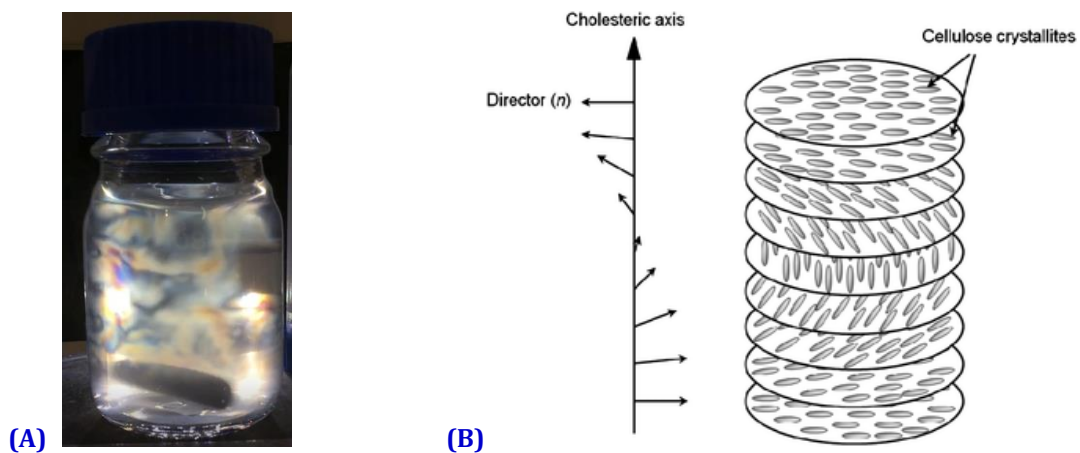 Cholesteric axis
Cellulose crystallites
Director (n)
(A)
(B)